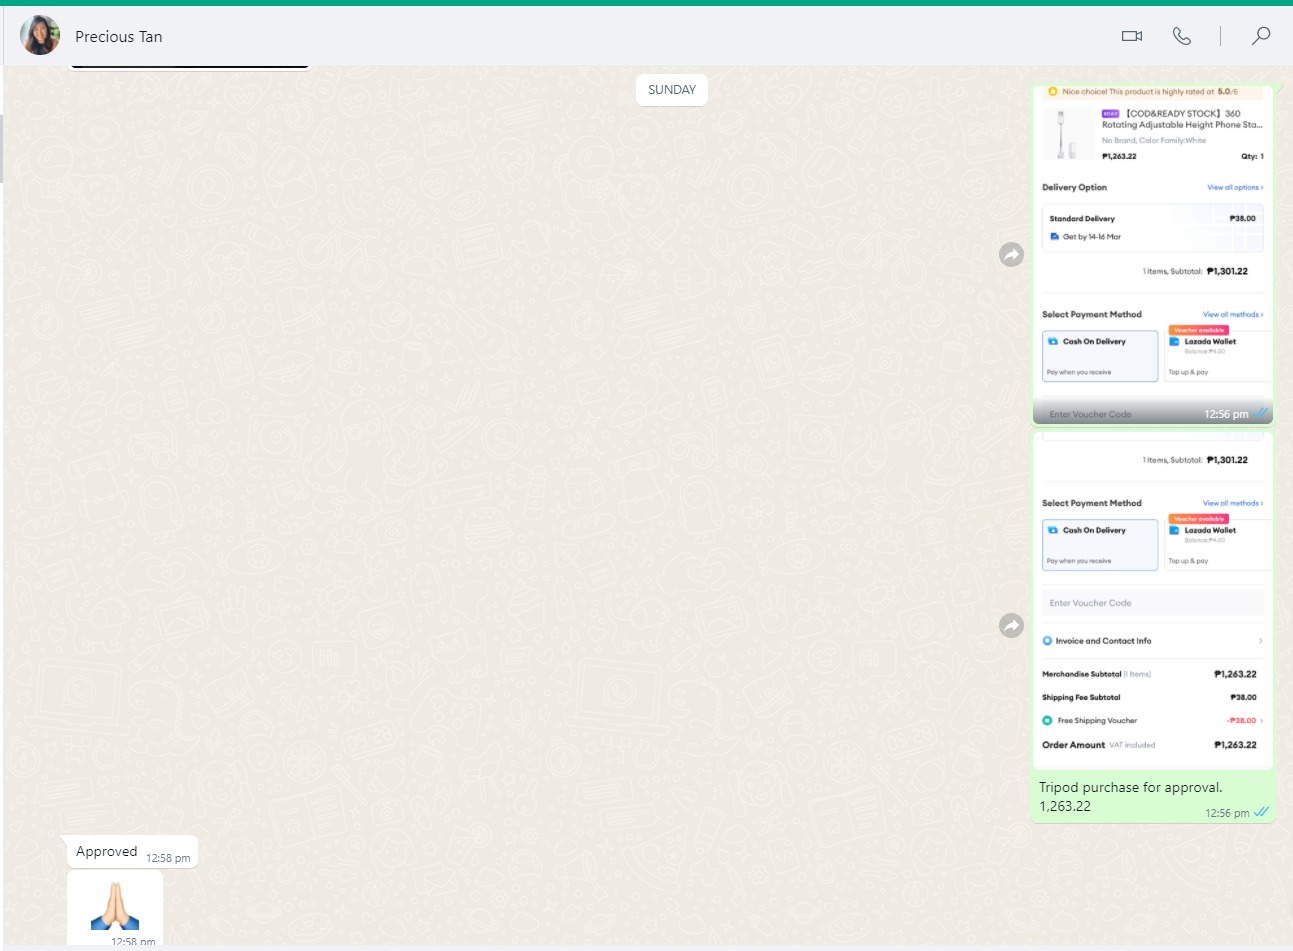 Precious Tan
SUNDAY
Nice choice! This product is highly rated at 5.0/5
【COD&READY STOCK】360
Rotating Adjustable Height Phone Sta...
No Brand, Color Family:White
₱1,263.22 Qty: 1
Delivery Option View all options >
Standard Delivery ₱38.00
Get by 14-16 Mar
1 Items, Subtotal: ₱1,301.22
Select Payment Method View all methods >
Voucher available
Cash On Delivery Lazada Wallet
Balance:₱4.00
Pay when you receive Top up & pay
Enter Voucher Code 12:56 pm
1 Items, Subtotal: ₱1,301.22
Select Payment Method View all methods >
Voucher available
Cash On Delivery Lazada Wallet
Balance:₱4.00
Pay when you receive Top up & pay
Enter Voucher Code
Invoice and Contact Info >
Merchandise Subtotal (1 Items) ₱1,263.22
Shipping Fee Subtotal ₱38.00
Free Shipping Voucher -₱38.00 >
Order Amount VAT included ₱1,263.22
Tripod purchase for approval.
1,263.22
12:56 pm
Approved 12:58 pm
12:58 pm